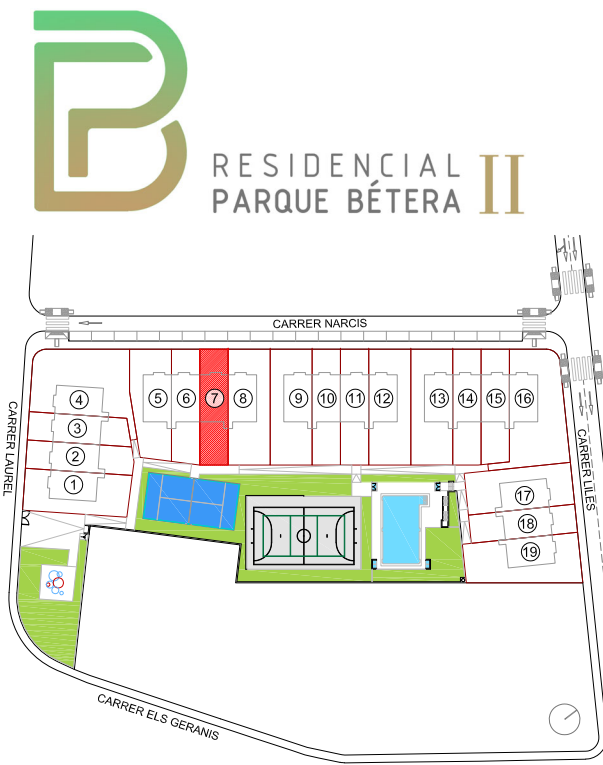 RESIDENCIAL
PARQUE BÉTERA II
CARRER NARCIS
CARRER LAUREL
CARRER LILES
4
3
2
1
5 6 7 8
9 10 11 12
13 14 15 16
17
18
19
CARRER ELS GERANIS